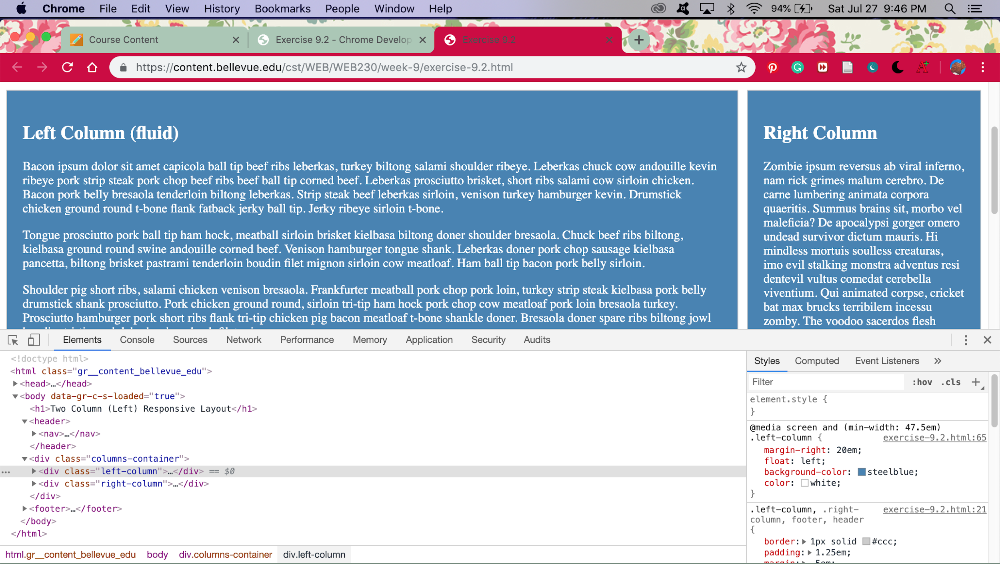 Chrome File Edit View History Bookmarks People Window Help 94% Sat Jul 27 9:46 PM
Course Content
Exercise 9.2 - Chrome Develop
Exercise 9.2
https://content.bellevue.edu/cst/WEB/WEB230/week-9/exercise-9.2.html
Left Column (fluid)
Bacon ipsum dolor sit amet capicola ball tip beef ribs leberkas, turkey biltong salami shoulder ribeye. Leberkas chuck cow andouille kevin
ribeye pork strip steak pork chop beef ribs beef ball tip corned beef. Leberkas prosciutto brisket, short ribs salami cow sirloin chicken.
Bacon pork belly bresaola tenderloin biltong leberkas. Strip steak beef leberkas sirloin, venison turkey hamburger kevin. Drumstick
chicken ground round t-bone flank fatback jerky ball tip. Jerky ribeye sirloin t-bone.
Tongue prosciutto pork ball tip ham hock, meatball sirloin brisket kielbasa biltong doner shoulder bresaola. Chuck beef ribs biltong,
kielbasa ground round swine andouille corned beef. Venison hamburger tongue shank. Leberkas doner pork chop sausage kielbasa
pancetta, biltong brisket pastrami tenderloin boudin filet mignon sirloin cow meatloaf. Ham ball tip bacon pork belly sirloin.
Shoulder pig short ribs, salami chicken venison bresaola. Frankfurter meatball pork chop pork loin, turkey strip steak kielbasa pork belly
drumstick shank prosciutto. Pork chicken ground round, sirloin tri-tip ham hock pork chop cow meatloaf pork loin bresaola turkey.
Prosciutto hamburger pork short ribs flank tri-tip chicken pig bacon meatloaf t-bone shankle doner. Bresaola doner spare ribs biltong jowl
Right Column
Zombie ipsum reversus ab viral inferno,
nam rick grimes malum cerebro. De
carne lumbering animata corpora
quaeritis. Summus brains sit, morbo vel
maleficia? De apocalypsi gorger omero
undead survivor dictum mauris. Hi
mindless mortuis soulless creaturas,
imo evil stalking monstra adventus resi
dentevil vultus comedat cerebella
viventium. Qui animated corpse, cricket
bat max brucks terribilem incessu
zomby. The voodoo sacerdos flesh
Elements Console Sources Network Performance Memory Application Security Audits
<!doctype html>
<html class="gr__content_bellevue_edu">
<head>…</head>
<body data-gr-c-s-loaded="true">
<h1>Two Column (Left) Responsive Layout</h1>
<header>
<nav>…</nav>
</header>
<div class="columns-container">
<div class="left-column">…</div> == $0
<div class="right-column">…</div>
</div>
<footer>…</footer>
</body>
</html>
html.gr__content_bellevue_edu body div.columns-container div.left-column
Styles Computed Event Listeners »
Filter :hov .cls +
element.style {
}
@media screen and (min-width: 47.5em)
.left-column { exercise-9.2.html:65
margin-right: 20em;
float: left;
background-color: steelblue;
color: white;
}
.left-column, .right- exercise-9.2.html:21
column, footer, header
{
border: 1px solid #ccc;
padding: 1.25em;
margin: .5em;